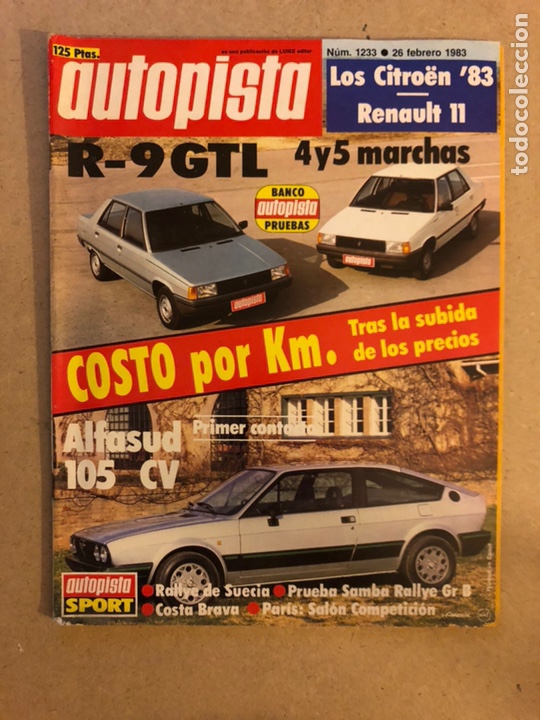 125 Ptas.
es una publicación de LUIKE editor
Núm. 1233 ● 26 febrero 1983
autopista
Los Citroën '83
Renault 11
R-9 GTL 4 y 5 marchas
BANCO
autopista
PRUEBAS
autopista
autopista
COSTO por Km.
Tras la subida
de los precios
Alfasud
105 CV
Primer contacto
autopista
SPORT
● Rallye de Suecia ● Prueba Samba Rallye Gr B
● Costa Brava ● París: Salón Competición
todocoleccion.net